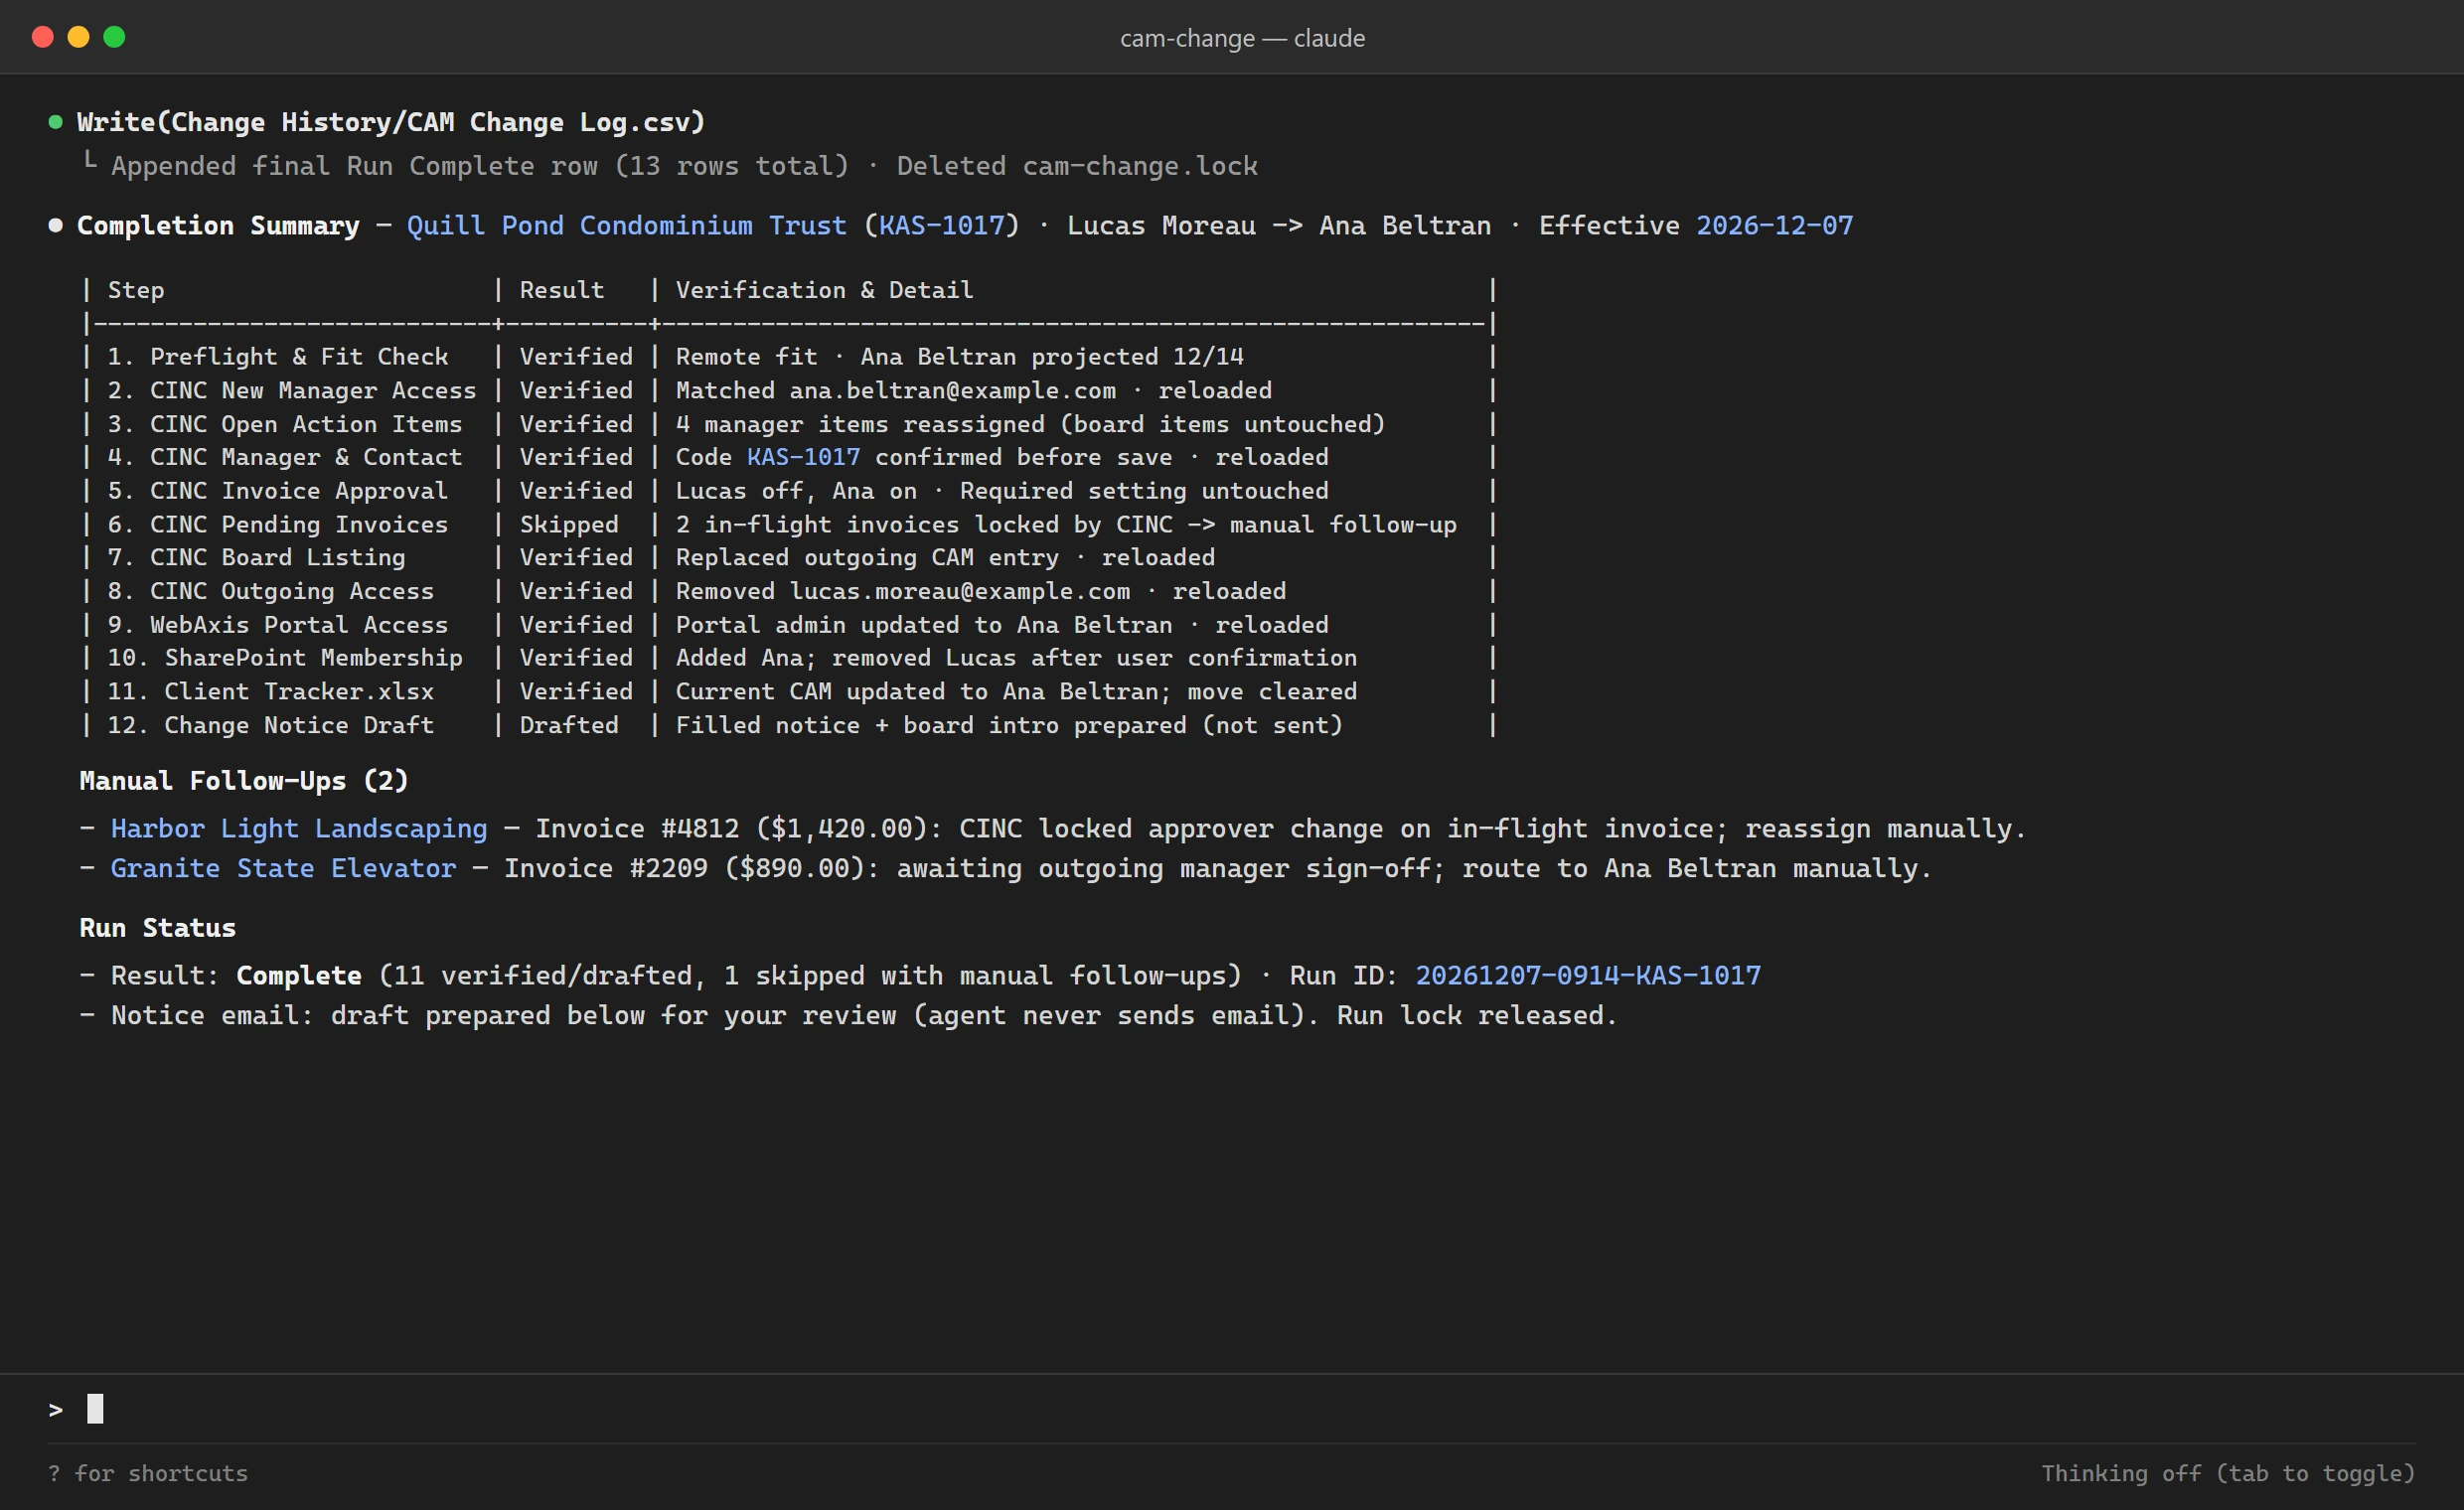 cam-change — claude
● Write(Change History/CAM Change Log.csv)
└ Appended final Run Complete row (13 rows total) · Deleted cam-change.lock
● Completion Summary — Quill Pond Condominium Trust (KAS-1017) · Lucas Moreau -> Ana Beltran · Effective 2026-12-07
| Step | Result | Verification & Detail |
|----------------------------+----------+----------------------------------------------------------|
| 1. Preflight & Fit Check | Verified | Remote fit · Ana Beltran projected 12/14 |
| 2. CINC New Manager Access | Verified | Matched ana.beltran@example.com · reloaded |
| 3. CINC Open Action Items | Verified | 4 manager items reassigned (board items untouched) |
| 4. CINC Manager & Contact | Verified | Code KAS-1017 confirmed before save · reloaded |
| 5. CINC Invoice Approval | Verified | Lucas off, Ana on · Required setting untouched |
| 6. CINC Pending Invoices | Skipped | 2 in-flight invoices locked by CINC -> manual follow-up |
| 7. CINC Board Listing | Verified | Replaced outgoing CAM entry · reloaded |
| 8. CINC Outgoing Access | Verified | Removed lucas.moreau@example.com · reloaded |
| 9. WebAxis Portal Access | Verified | Portal admin updated to Ana Beltran · reloaded |
| 10. SharePoint Membership | Verified | Added Ana; removed Lucas after user confirmation |
| 11. Client Tracker.xlsx | Verified | Current CAM updated to Ana Beltran; move cleared |
| 12. Change Notice Draft | Drafted | Filled notice + board intro prepared (not sent) |
Manual Follow-Ups (2)
– Harbor Light Landscaping — Invoice #4812 ($1,420.00): CINC locked approver change on in-flight invoice; reassign manually.
– Granite State Elevator — Invoice #2209 ($890.00): awaiting outgoing manager sign-off; route to Ana Beltran manually.
Run Status
– Result: Complete (11 verified/drafted, 1 skipped with manual follow-ups) · Run ID: 20261207-0914-KAS-1017
– Notice email: draft prepared below for your review (agent never sends email). Run lock released.
>
? for shortcuts
Thinking off (tab to toggle)